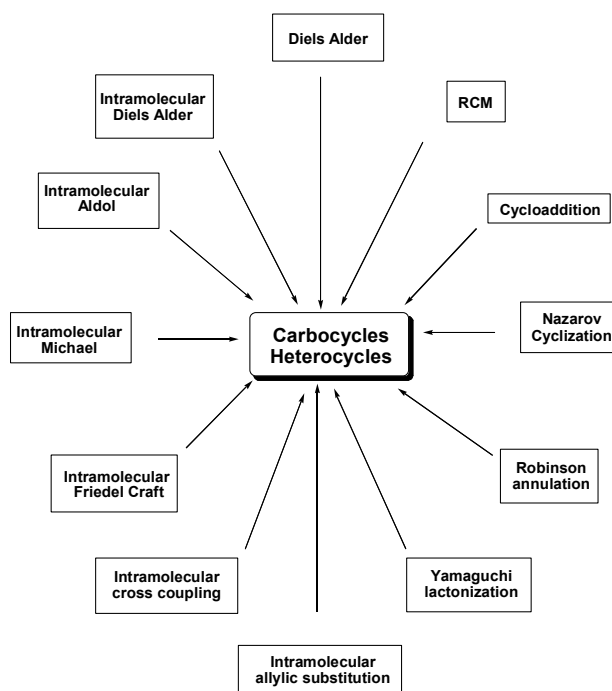 Diels Alder
Intramolecular
Diels Alder
RCM
Intramolecular
Aldol
Cycloaddition
Intramolecular
Michael
Carbocycles
Heterocycles
Nazarov
Cyclization
Intramolecular
Friedel Craft
Robinson
annulation
Intramolecular
cross coupling
Yamaguchi
lactonization
Intramolecular
allylic substitution